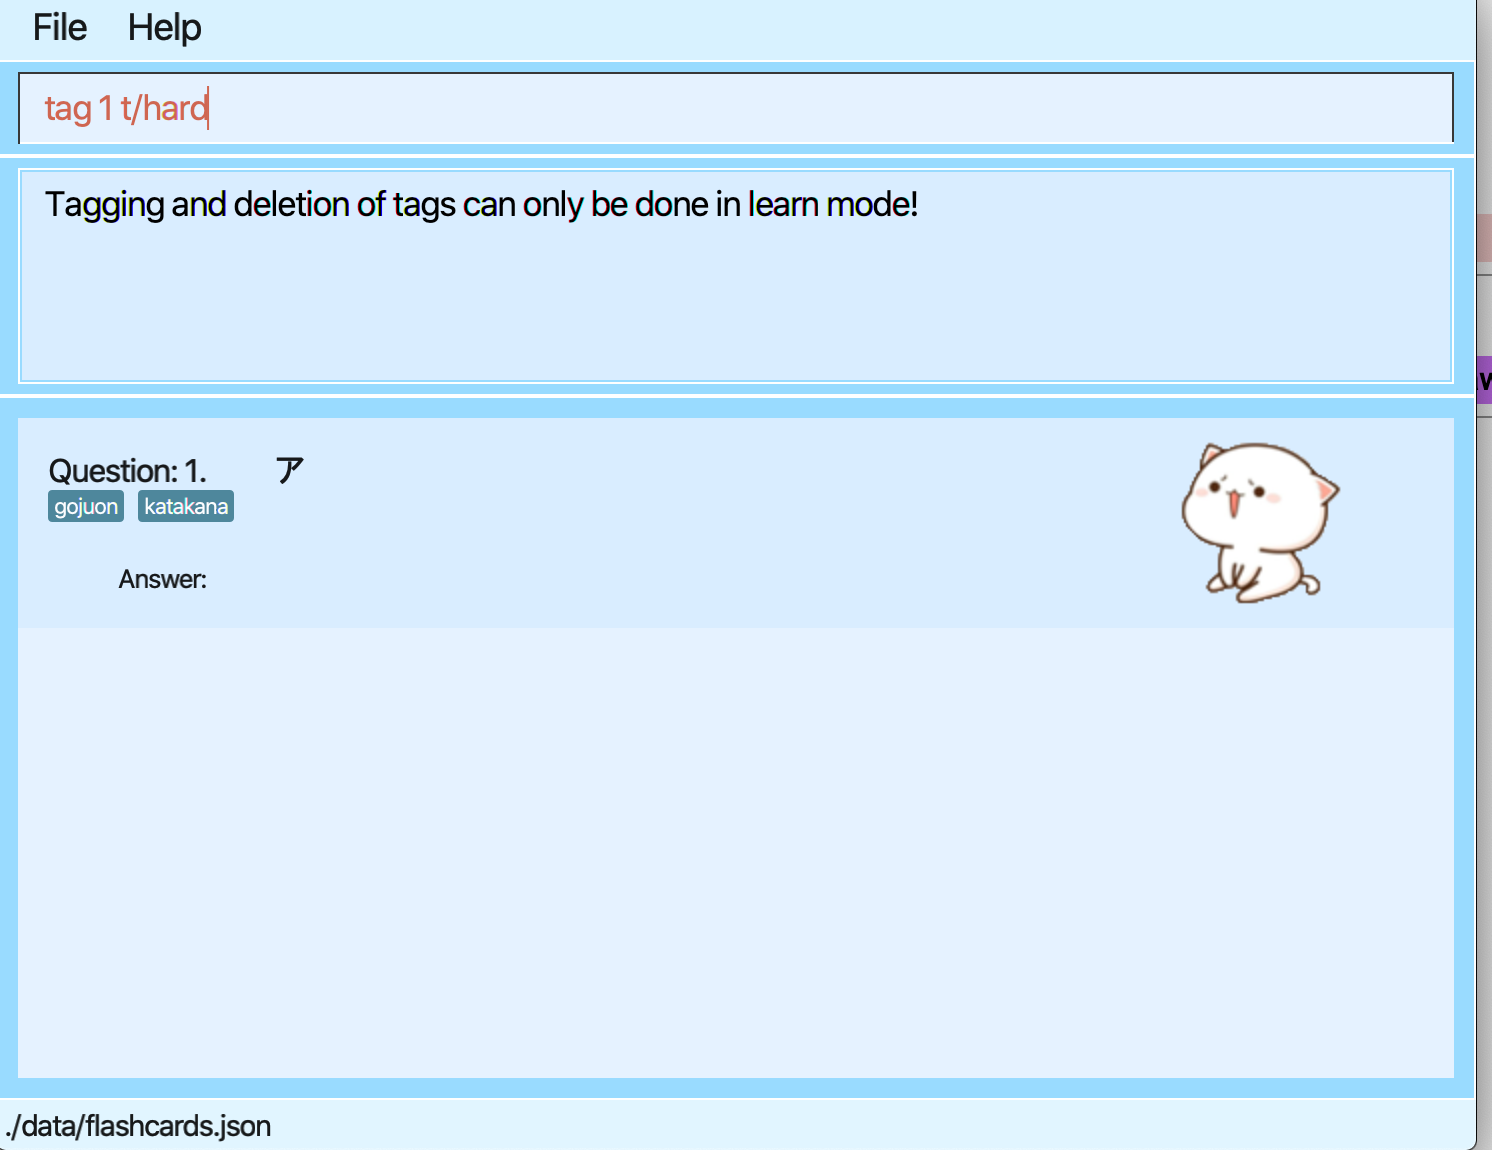 File Help
tag 1 t/hard
Tagging and deletion of tags can only be done in learn mode!
Question: 1. ア
gojuon katakana
Answer:
./data/flashcards.json